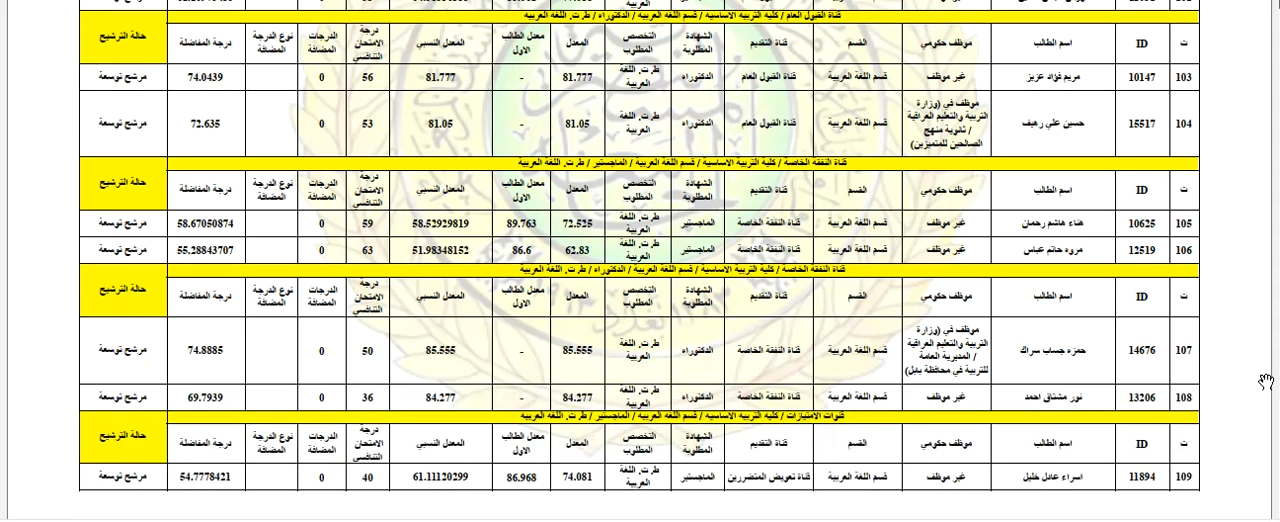 قناة القبول العام / كلية التربية الاساسية / قسم اللغة العربية / الدكتوراه / ط.ت. اللغة العربية
ت ID اسم الطالب موظف حكومي القسم قناة التقديم الشهادة المطلوبة التخصص المطلوب المعدل معدل الطالب الاول المعدل النسبي درجة الامتحان التنافسي الدرجات المضافة نوع الدرجة المضافة درجة المفاضلة حالة الترشيح
103 10147 مريم فؤاد عزيز غير موظف قسم اللغة العربية قناة القبول العام الدكتوراه ط.ت. اللغة العربية 81.777 - 81.777 56 0 74.0439 مرشح توسعة
104 15517 حسين علي رهيف موظف في (وزارة التربية والتعليم العراقية / ثانوية منهج الصالحين للمتميزين) قسم اللغة العربية قناة القبول العام الدكتوراه ط.ت. اللغة العربية 81.05 - 81.05 53 0 72.635 مرشح توسعة
قناة النفقة الخاصة / كلية التربية الاساسية / قسم اللغة العربية / الماجستير / ط.ت. اللغة العربية
ت ID اسم الطالب موظف حكومي القسم قناة التقديم الشهادة المطلوبة التخصص المطلوب المعدل معدل الطالب الاول المعدل النسبي درجة الامتحان التنافسي الدرجات المضافة نوع الدرجة المضافة درجة المفاضلة حالة الترشيح
105 10625 هناء هاشم رحمان غير موظف قسم اللغة العربية قناة النفقة الخاصة الماجستير ط.ت. اللغة العربية 72.525 89.763 58.52929819 59 0 58.67050874 مرشح توسعة
106 12519 مروه حاتم عباس غير موظف قسم اللغة العربية قناة النفقة الخاصة الماجستير ط.ت. اللغة العربية 62.83 86.6 51.98348152 63 0 55.28843707 مرشح توسعة
قناة النفقة الخاصة / كلية التربية الاساسية / قسم اللغة العربية / الدكتوراه / ط.ت. اللغة العربية
ت ID اسم الطالب موظف حكومي القسم قناة التقديم الشهادة المطلوبة التخصص المطلوب المعدل معدل الطالب الاول المعدل النسبي درجة الامتحان التنافسي الدرجات المضافة نوع الدرجة المضافة درجة المفاضلة حالة الترشيح
107 14676 حمزه جساب سراك موظف في (وزارة التربية والتعليم العراقية / المديرية العامة للتربية في محافظة بابل) قسم اللغة العربية قناة النفقة الخاصة الدكتوراه ط.ت. اللغة العربية 85.555 - 85.555 50 0 74.8885 مرشح توسعة
108 13206 نور مشتاق احمد غير موظف قسم اللغة العربية قناة النفقة الخاصة الدكتوراه ط.ت. اللغة العربية 84.277 - 84.277 36 0 69.7939 مرشح توسعة
قنوات الامتيازات / كلية التربية الاساسية / قسم اللغة العربية / الماجستير / ط.ت. اللغة العربية
ت ID اسم الطالب موظف حكومي القسم قناة التقديم الشهادة المطلوبة التخصص المطلوب المعدل معدل الطالب الاول المعدل النسبي درجة الامتحان التنافسي الدرجات المضافة نوع الدرجة المضافة درجة المفاضلة حالة الترشيح
109 11894 اسراء عادل خليل غير موظف قسم اللغة العربية قناة تعويض المتضررين الماجستير ط.ت. اللغة العربية 74.081 86.968 61.11120299 40 0 54.7778421 مرشح توسعة